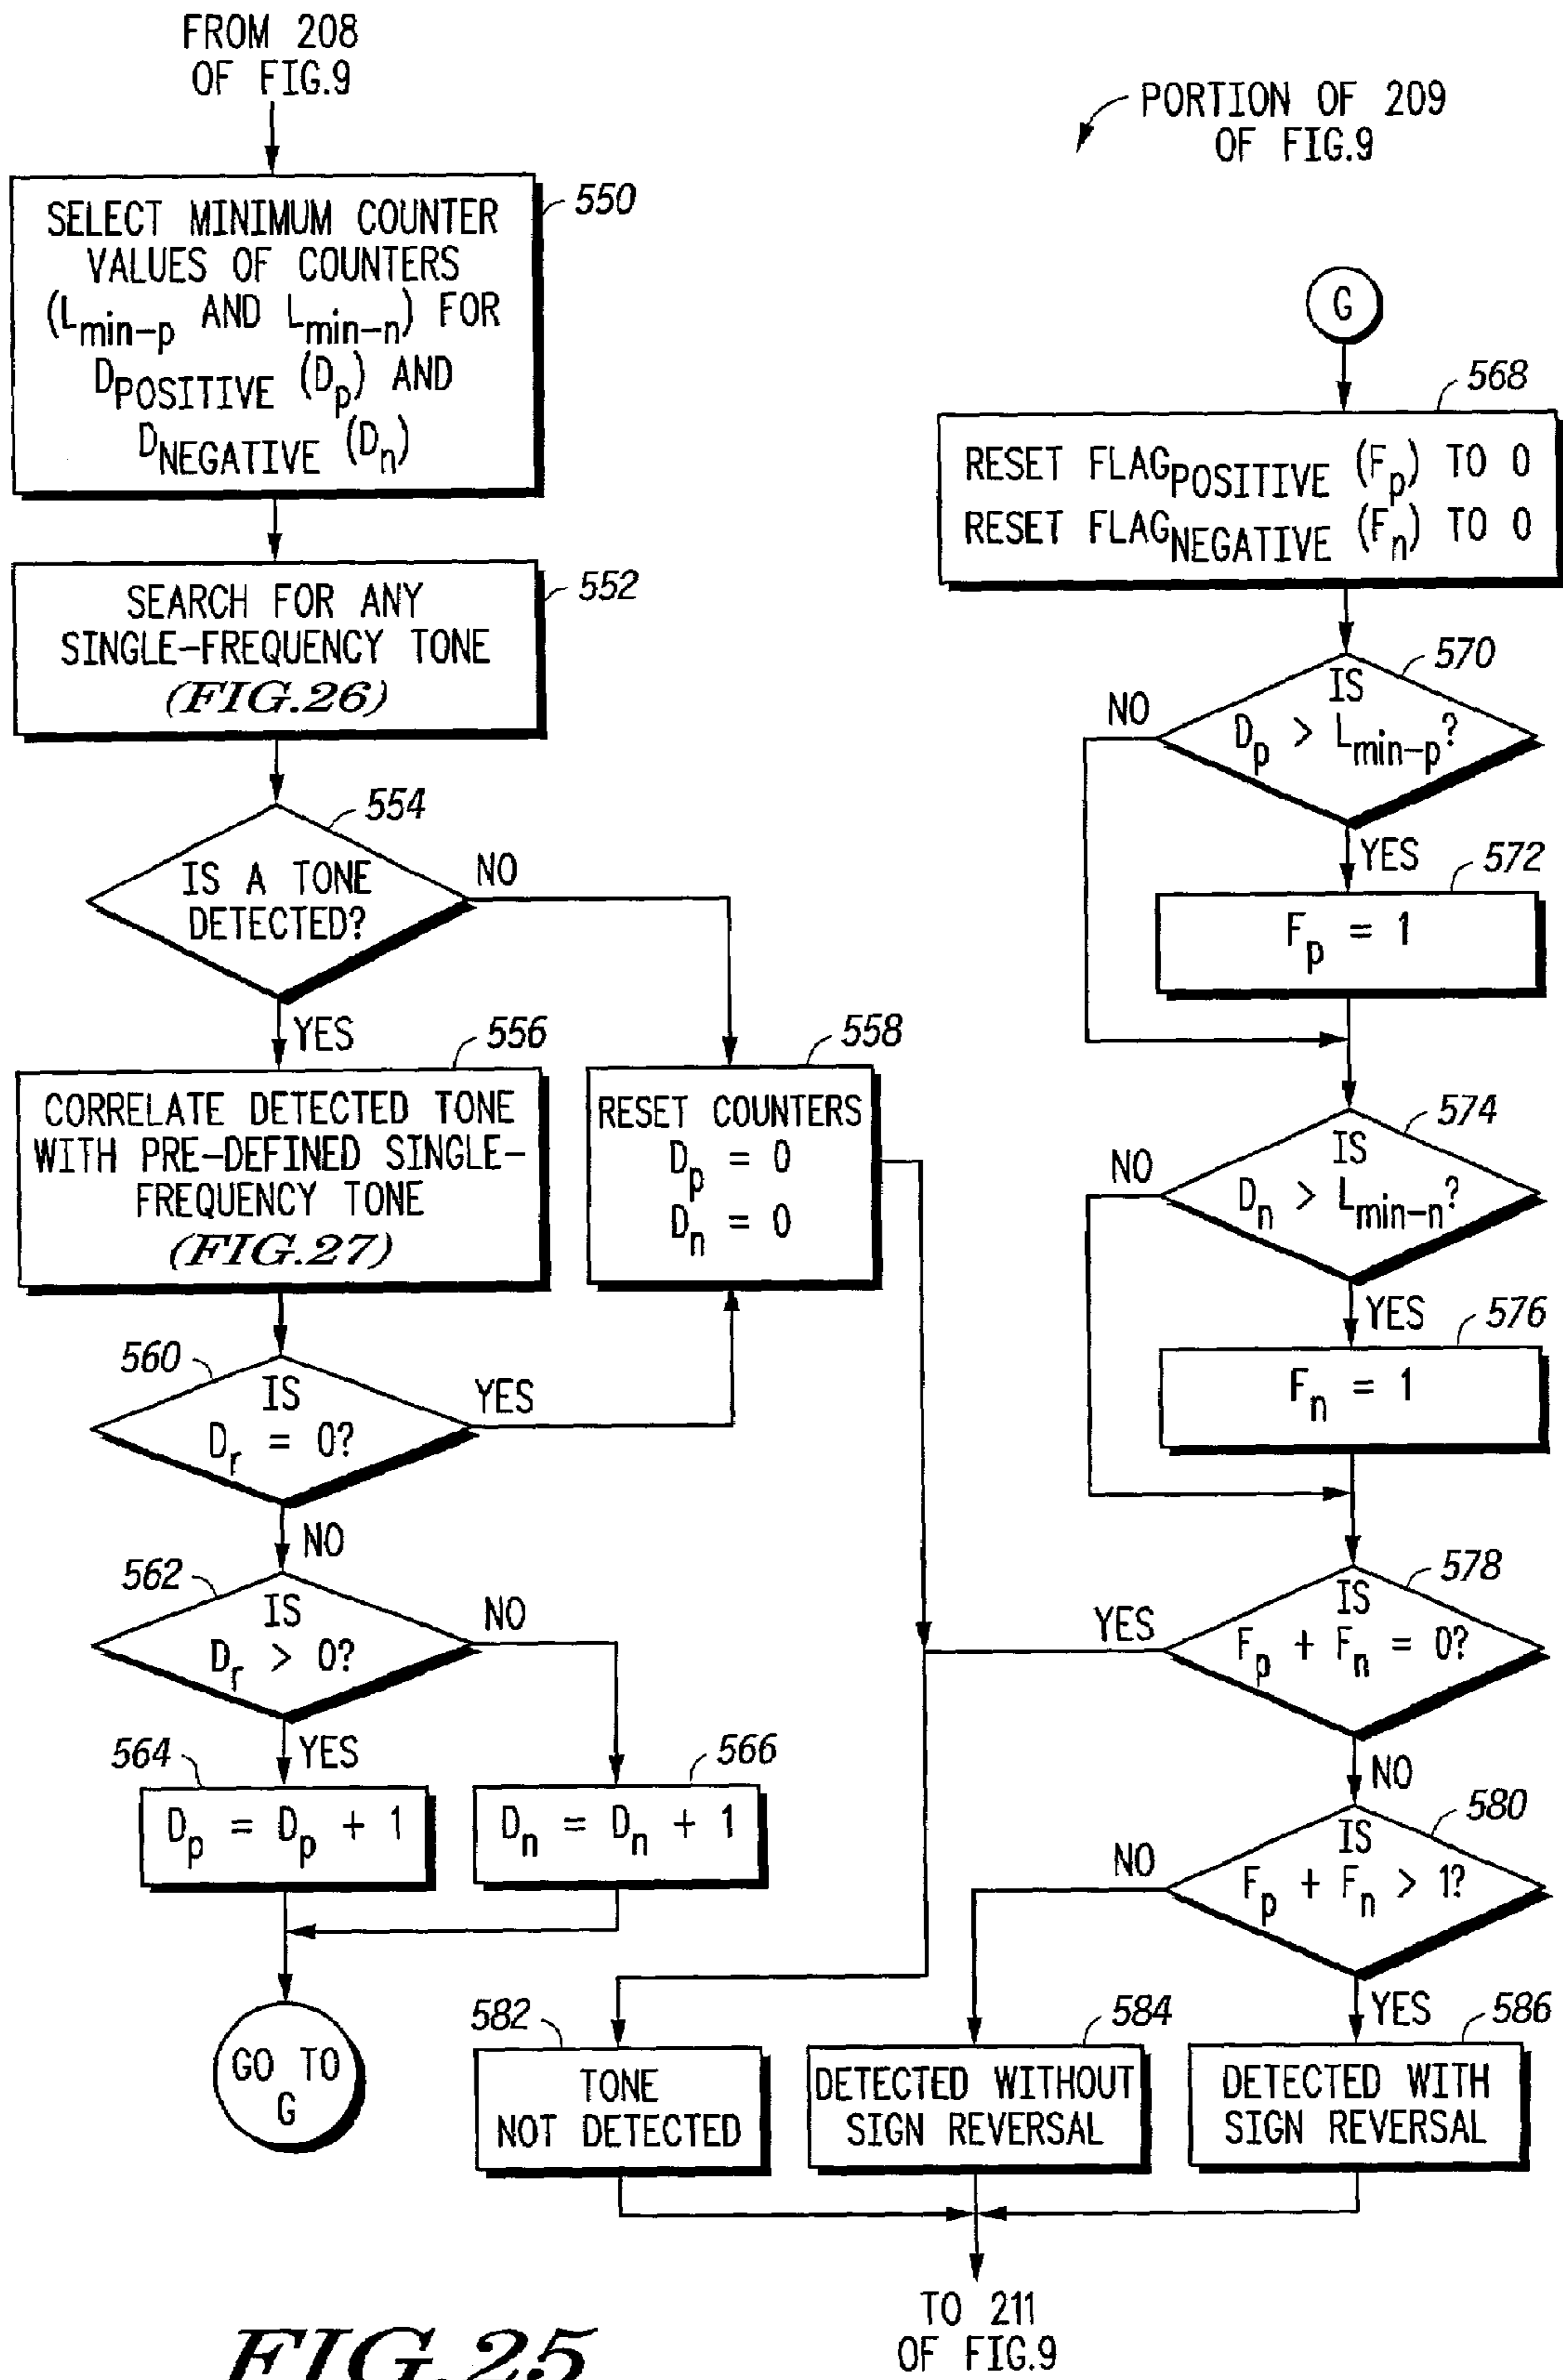 FROM 208
OF FIG.9
PORTION OF 209
OF FIG.9
550
SELECT MINIMUM COUNTER
VALUES OF COUNTERS
(Lmin-p AND Lmin-n) FOR
DPOSITIVE (Dp) AND
DNEGATIVE (Dn)
552
SEARCH FOR ANY
SINGLE-FREQUENCY TONE
(FIG.26)
554
IS A TONE
DETECTED?
NO
YES
556
CORRELATE DETECTED TONE
WITH PRE-DEFINED SINGLE-
FREQUENCY TONE
(FIG.27)
558
RESET COUNTERS
Dp = 0
Dn = 0
560
IS
Dr = 0?
YES
NO
562
IS
Dr > 0?
NO
YES
564
Dp = Dp + 1
566
Dn = Dn + 1
GO TO
G
G
568
RESET FLAGPOSITIVE (Fp) TO 0
RESET FLAGNEGATIVE (Fn) TO 0
570
IS
Dp > Lmin-p?
NO
YES
572
Fp = 1
574
IS
Dn > Lmin-n?
NO
YES
576
Fn = 1
578
IS
Fp + Fn = 0?
YES
NO
580
IS
Fp + Fn > 1?
NO
YES
582
TONE
NOT DETECTED
584
DETECTED WITHOUT
SIGN REVERSAL
586
DETECTED WITH
SIGN REVERSAL
TO 211
OF FIG.9
FIG.25